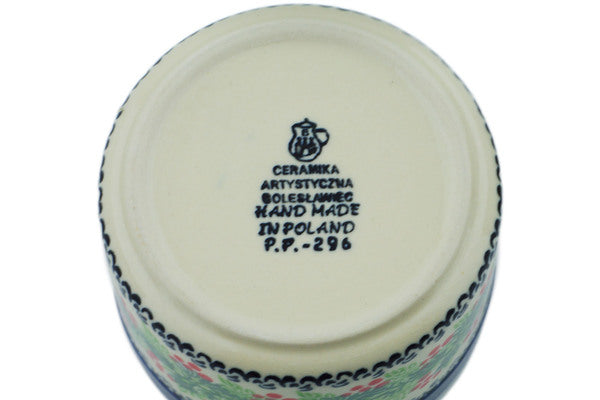 CERAMIKA
ARTYSTYCZNA
BOLESŁAWIEC
HAND MADE
IN POLAND
P.P.-296